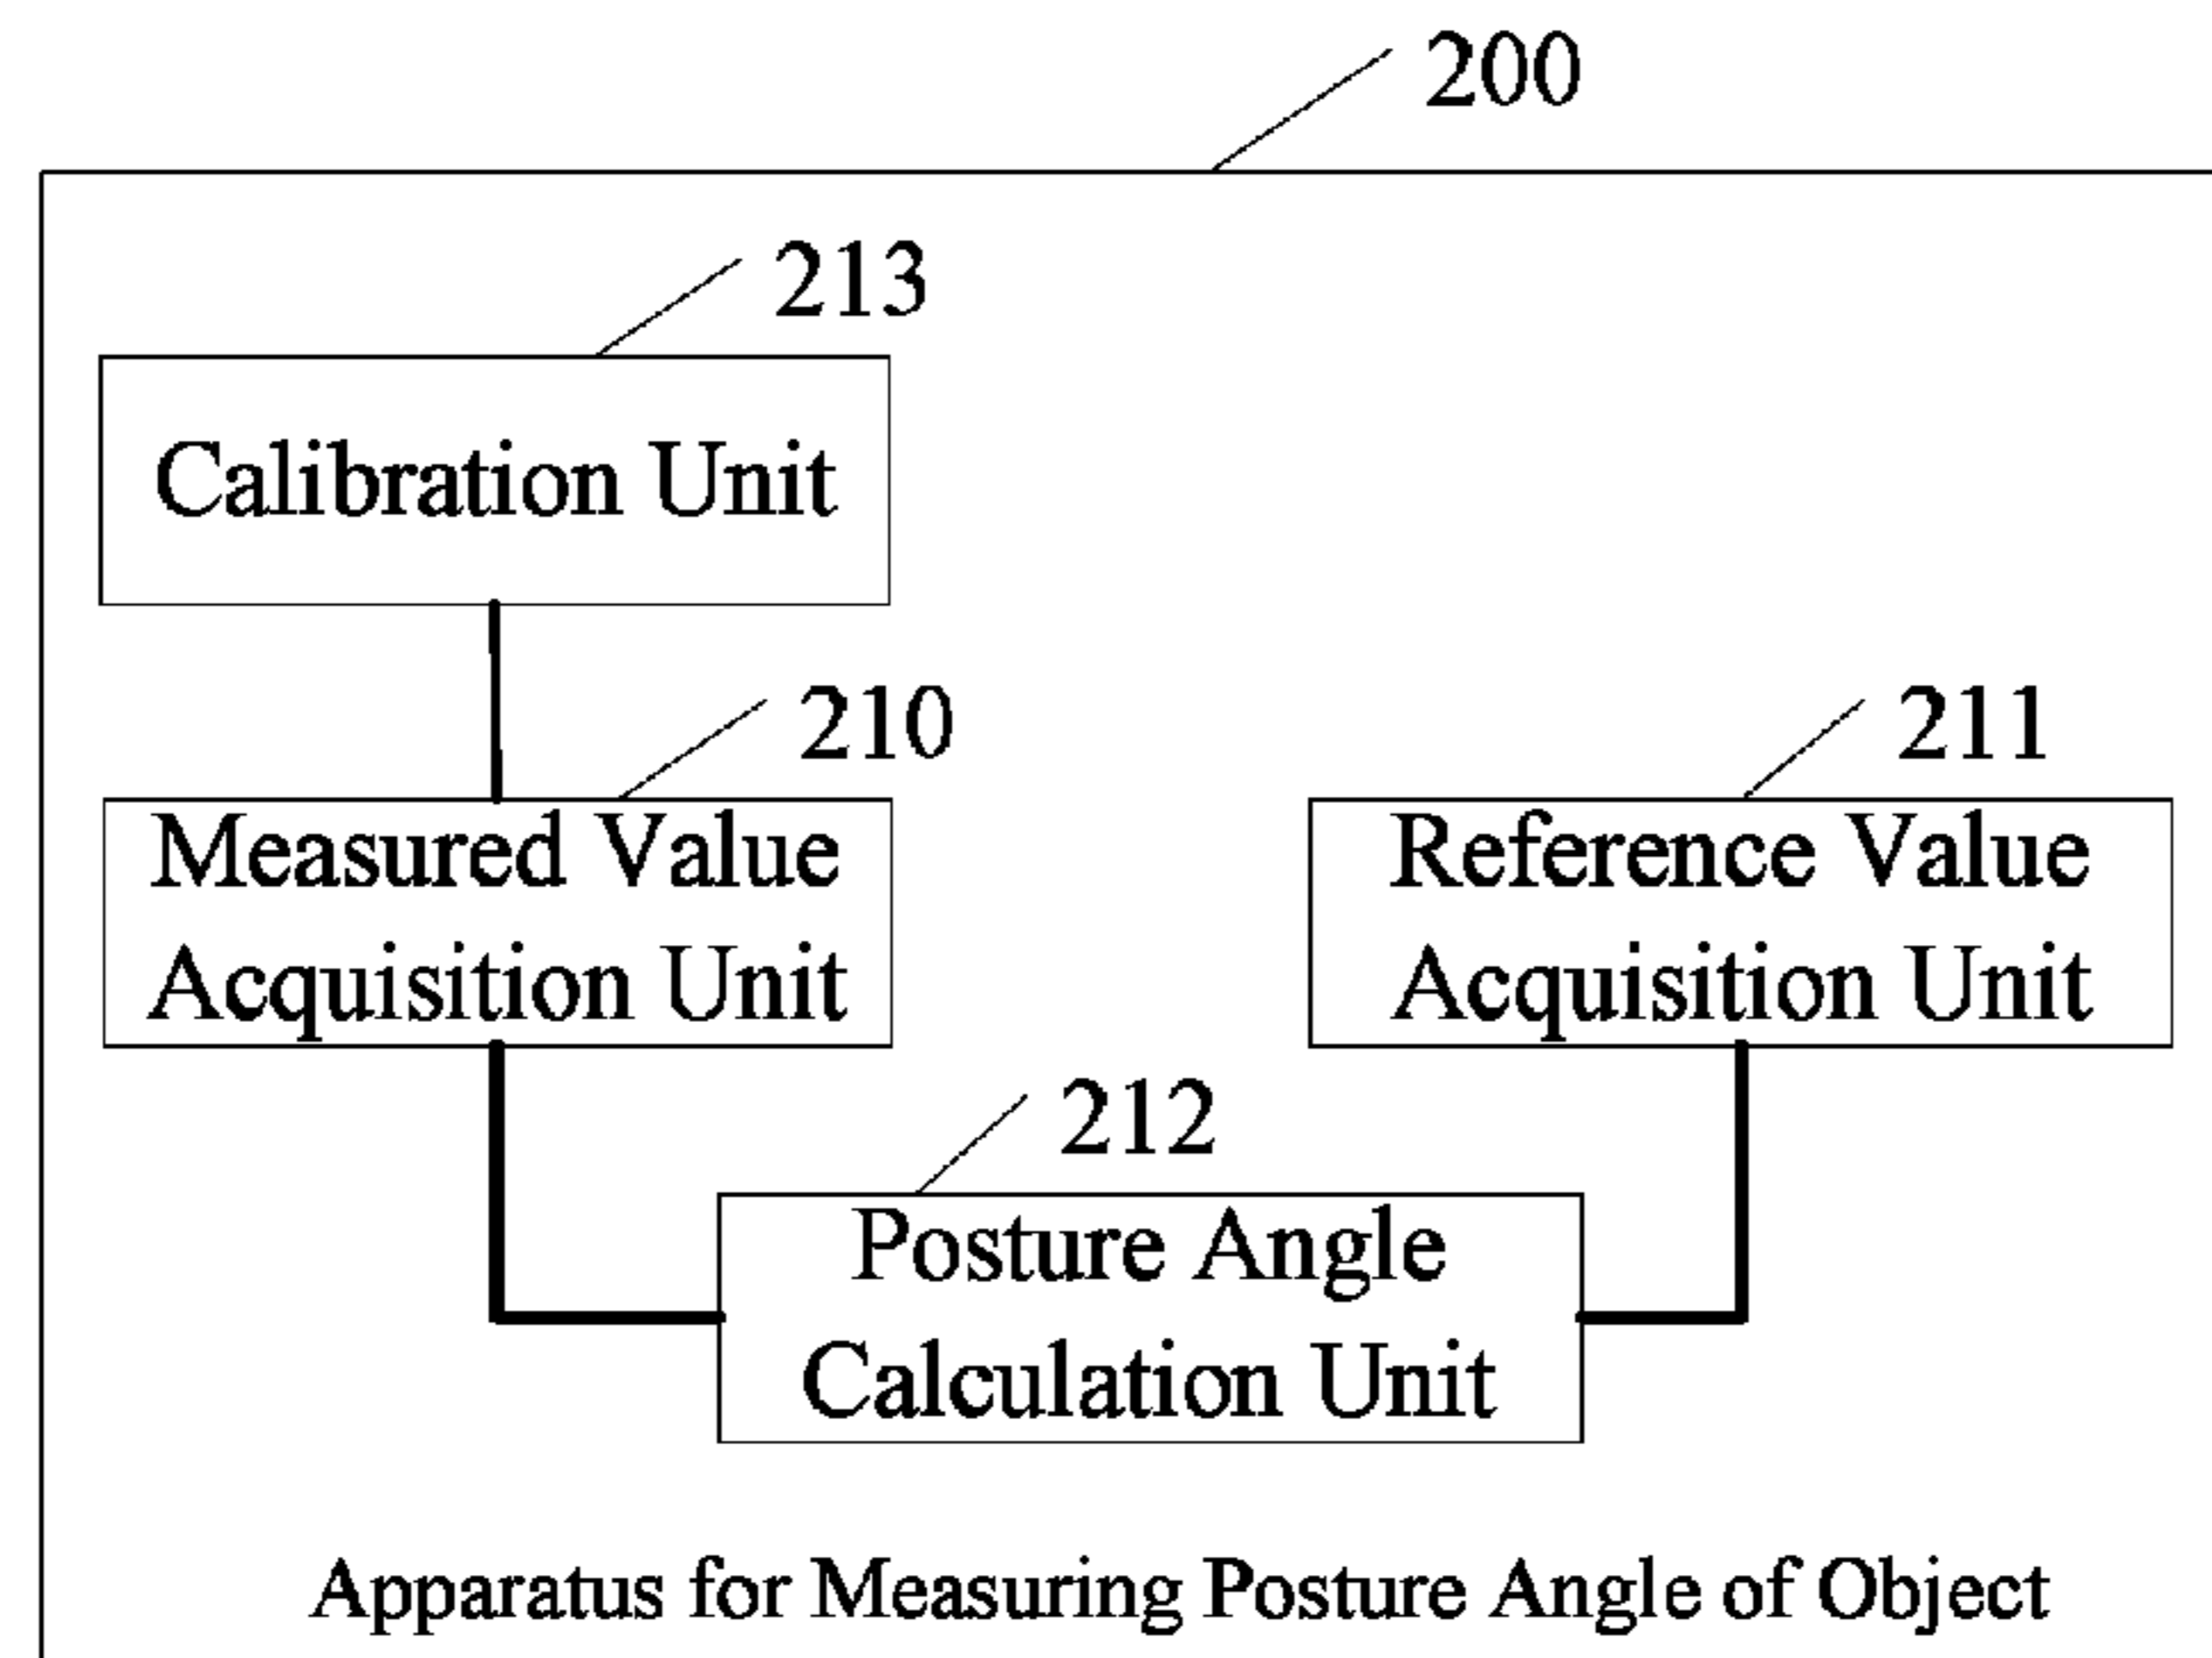 200
213
Calibration Unit
210
Measured Value
Acquisition Unit
211
Reference Value
Acquisition Unit
212
Posture Angle
Calculation Unit
Apparatus for Measuring Posture Angle of Object